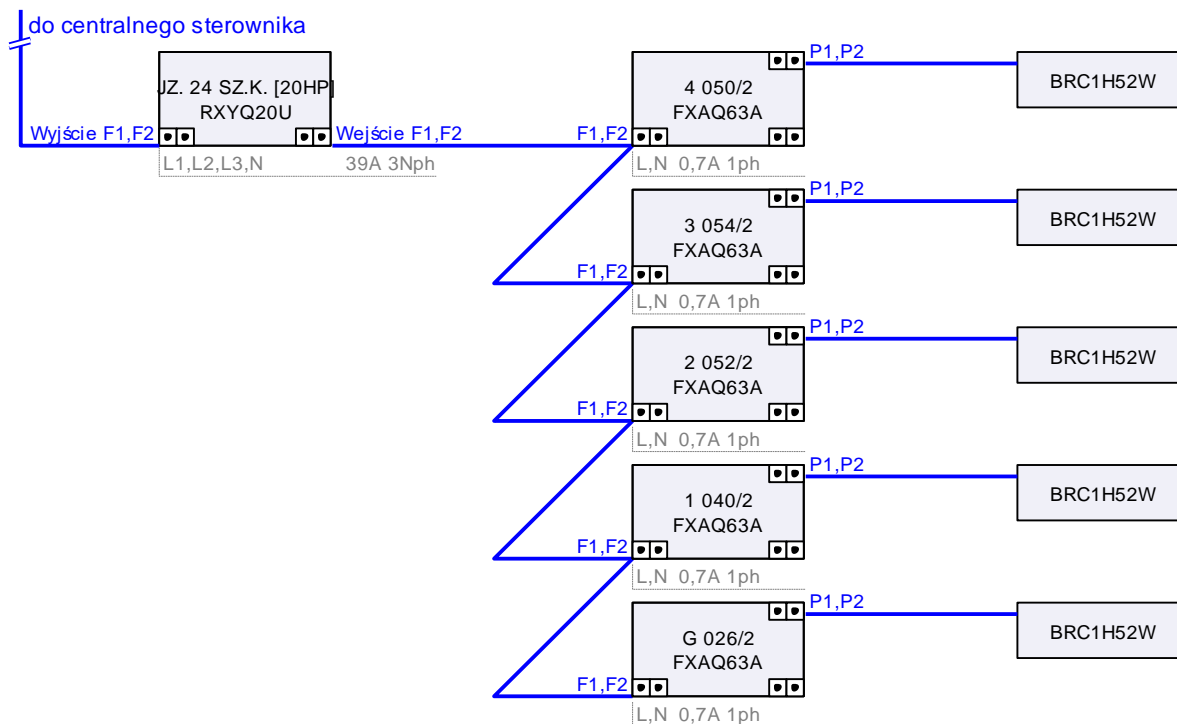 do centralnego sterownika
JZ. 24 SZ.K. [20HP]
RXYQ20U
Wyjście F1,F2
Wejście F1,F2
L1,L2,L3,N 39A 3Nph
4 050/2
FXAQ63A
F1,F2
L,N 0,7A 1ph
P1,P2
BRC1H52W
3 054/2
FXAQ63A
F1,F2
L,N 0,7A 1ph
P1,P2
BRC1H52W
2 052/2
FXAQ63A
F1,F2
L,N 0,7A 1ph
P1,P2
BRC1H52W
1 040/2
FXAQ63A
F1,F2
L,N 0,7A 1ph
P1,P2
BRC1H52W
G 026/2
FXAQ63A
F1,F2
L,N 0,7A 1ph
P1,P2
BRC1H52W